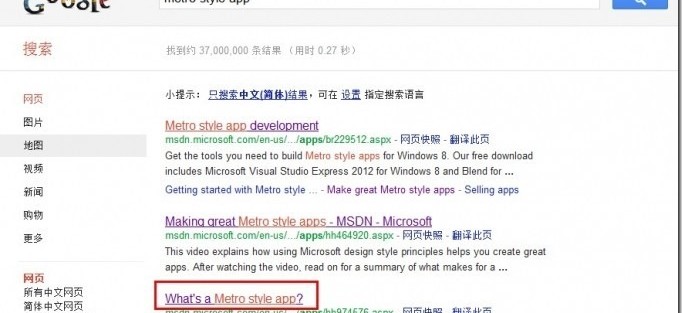 Google
metro style app
搜索
找到约 37,000,000 条结果 （用时 0.27 秒）
网页
图片
地图
视频
新闻
购物
更多
网页
所有中文网页
简体中文网页
小提示： 只搜索中文(简体)结果，可在 设置 指定搜索语言
Metro style app development
msdn.microsoft.com/en-us/.../apps/br229512.aspx - 网页快照 - 翻译此页
Get the tools you need to build Metro style apps for Windows 8. Our free download
includes Microsoft Visual Studio Express 2012 for Windows 8 and Blend for ...
Getting started with Metro style ... - Make great Metro style apps - Selling apps
Making great Metro style apps - MSDN - Microsoft
msdn.microsoft.com/en-us/.../apps/hh464920.aspx - 网页快照 - 翻译此页
This video explains how using Microsoft design style principles helps you create great
apps. After watching the video, read on for a summary of what makes for a ...
What's a Metro style app?
msdn.microsoft.com/en-us/.../apps/hh974576.aspx - 网页快照 - 翻译此页